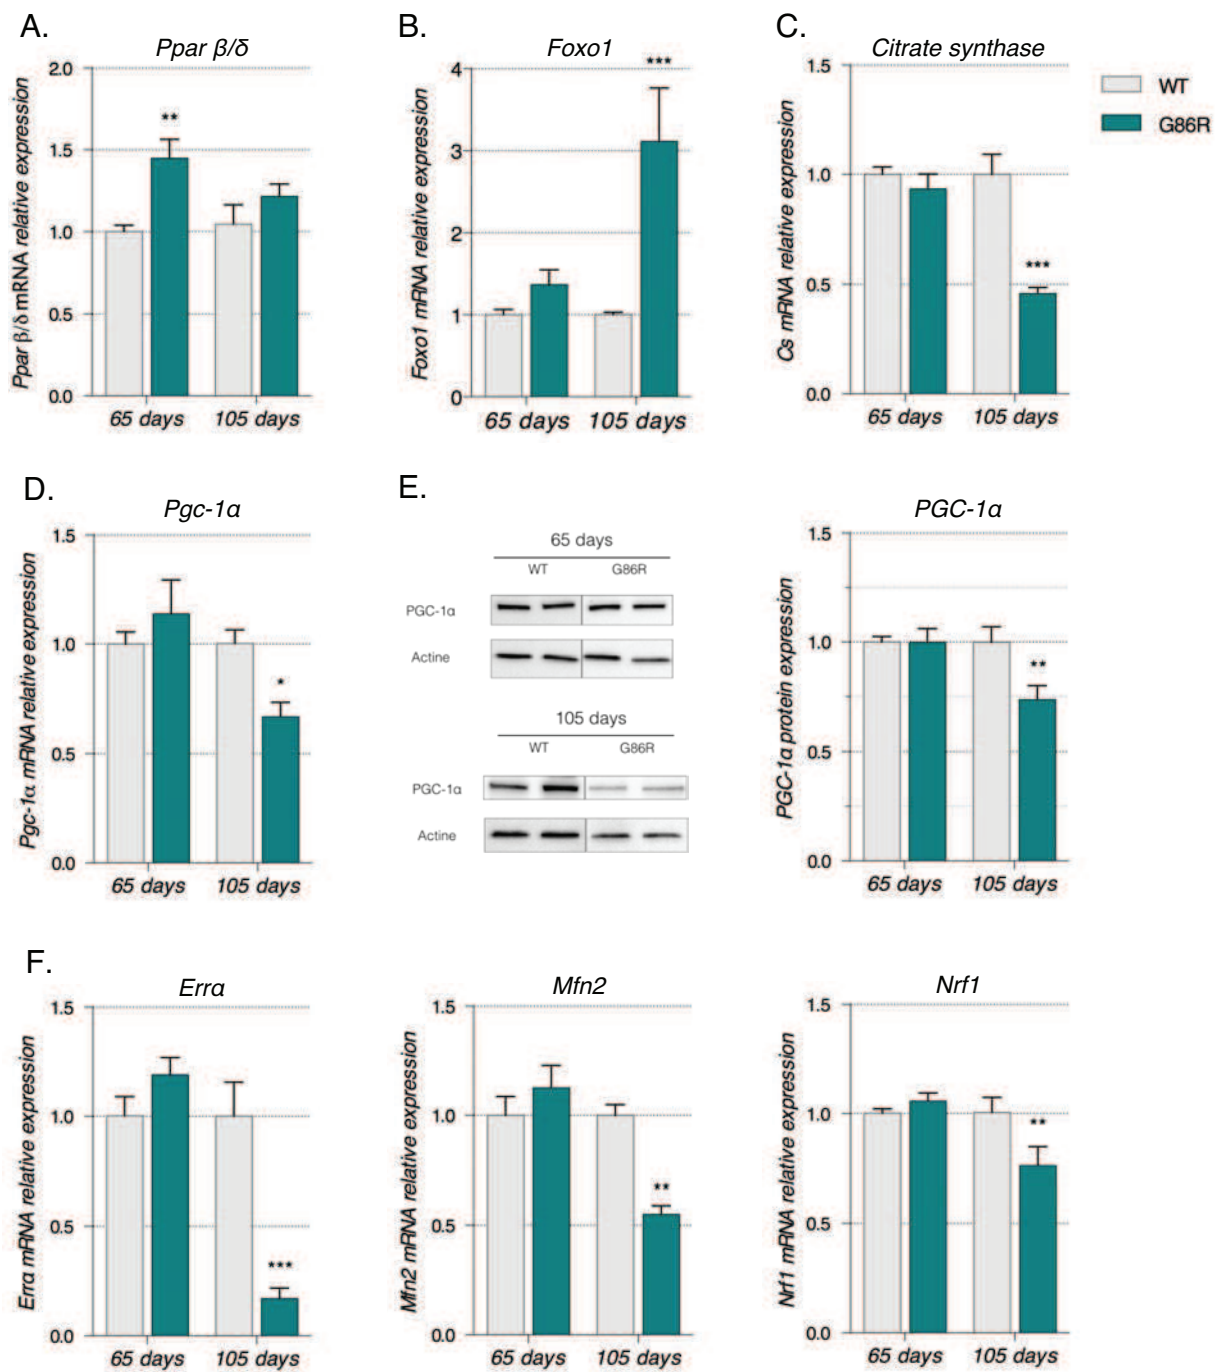 A.
Ppar β/δ
Ppar β/δ mRNA relative expression
2.0
**
1.5
1.0
0.5
0.0
65 days 105 days
B.
Foxo1
Foxo1 mRNA relative expression
4
***
3
2
1
0
65 days 105 days
C.
Citrate synthase
Cs mRNA relative expression
1.5
1.0
***
0.5
0.0
65 days 105 days
WT
G86R
D.
Pgc-1α
Pgc-1α mRNA relative expression
1.5
1.0
*
0.5
0.0
65 days 105 days
E.
65 days
WT G86R
PGC-1α
Actine
105 days
WT G86R
PGC-1α
Actine
PGC-1α
PGC-1α protein expression
1.5
1.0
**
0.5
0.0
65 days 105 days
F.
Errα
Errα mRNA relative expression
1.5
1.0
0.5
***
0.0
65 days 105 days
Mfn2
Mfn2 mRNA relative expression
1.5
1.0
**
0.5
0.0
65 days 105 days
Nrf1
Nrf1 mRNA relative expression
1.5
1.0
**
0.5
0.0
65 days 105 days